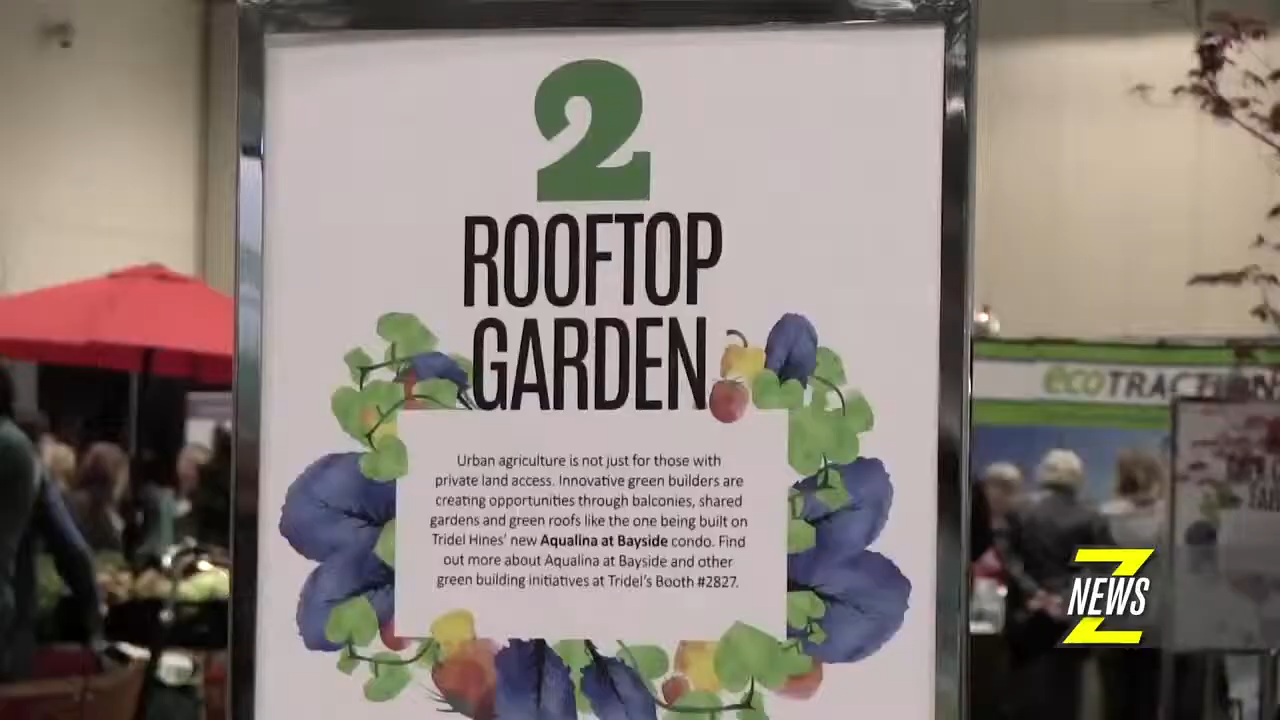 2
ROOFTOP
GARDEN
Urban agriculture is not just for those with
private land access. Innovative green builders are
creating opportunities through balconies, shared
gardens and green roofs like the one being built on
Tridel Hines' new Aqualina at Bayside condo. Find
out more about Aqualina at Bayside and other
green building initiatives at Tridel's Booth #2827.
ecoTRACTION
Z
NEWS